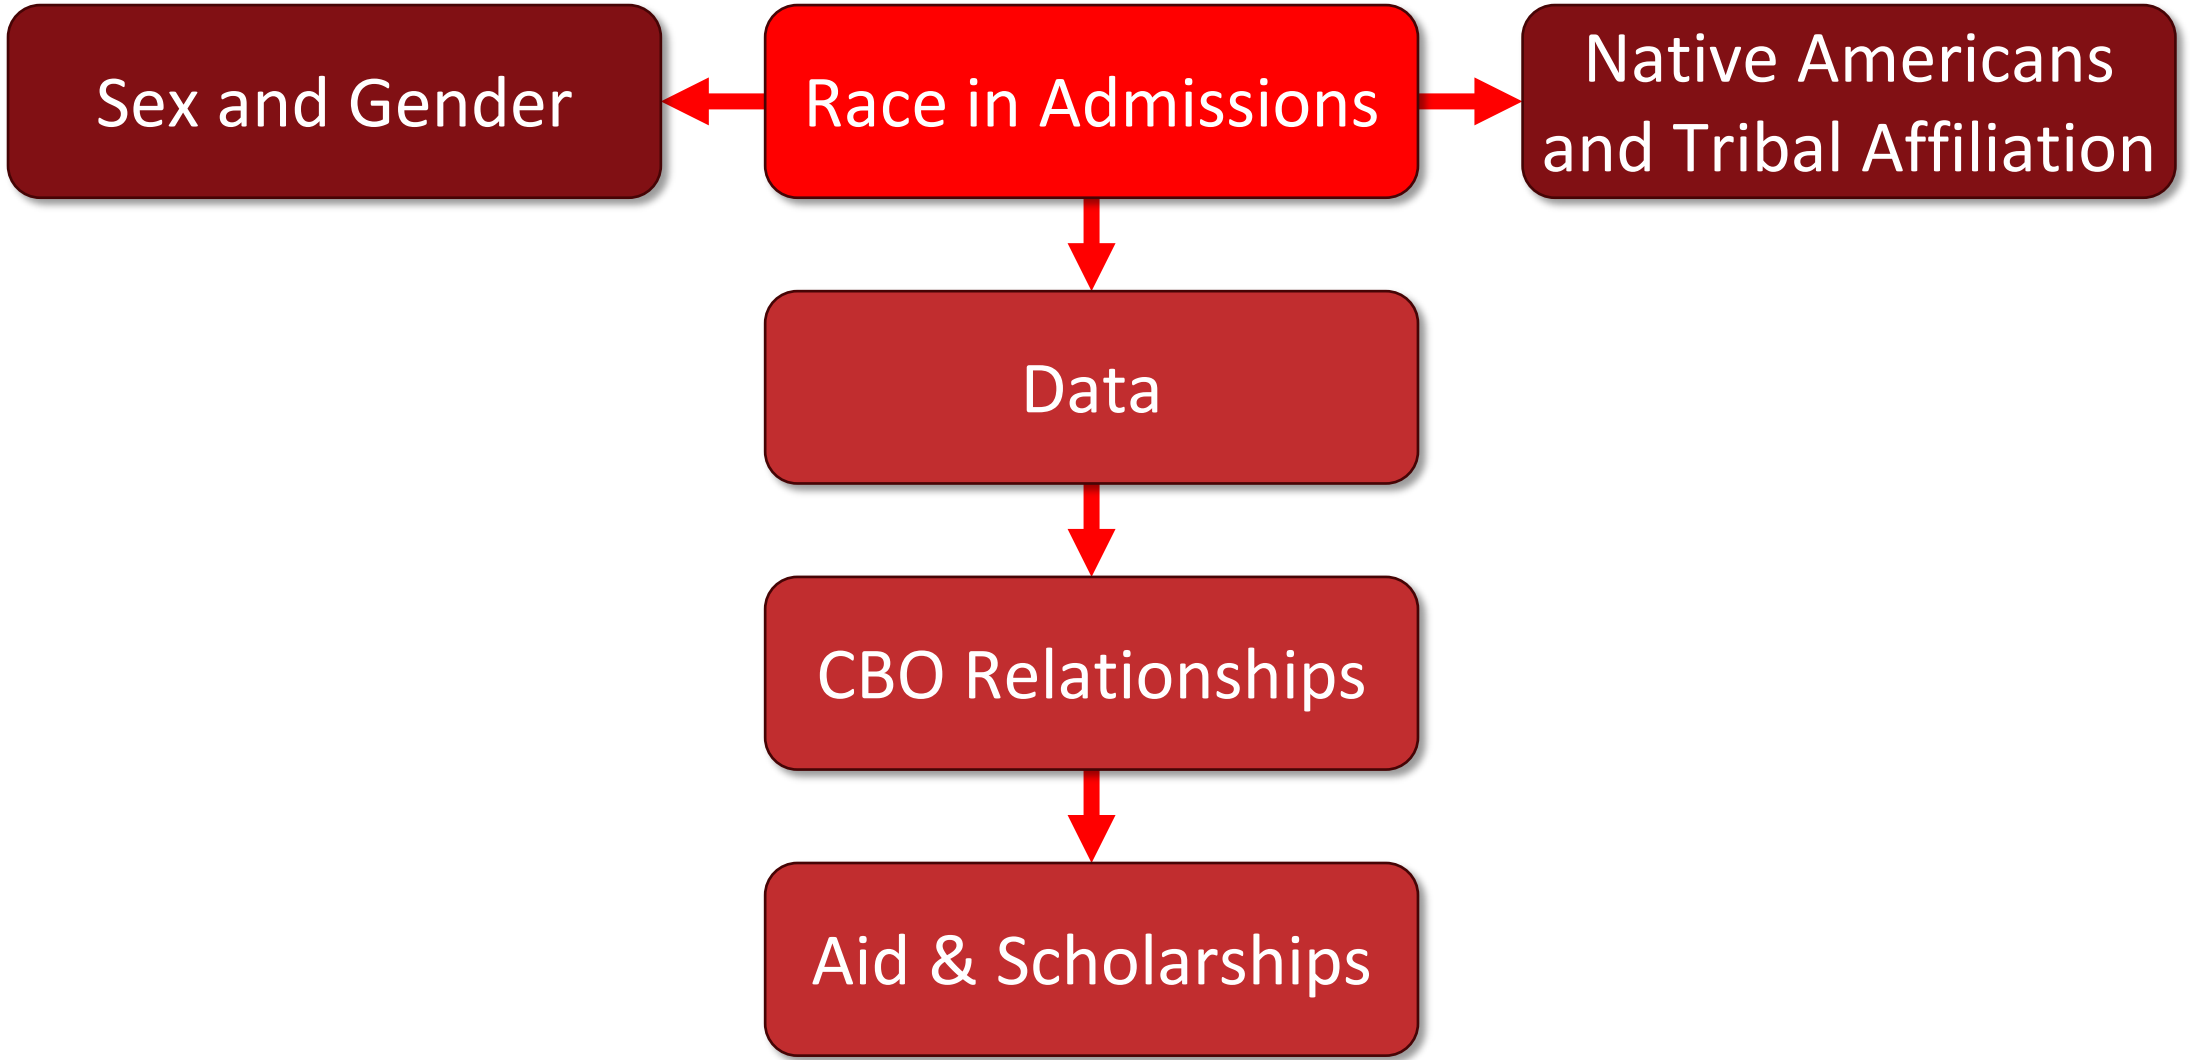 Sex and Gender
Race in Admissions
Native Americans
and Tribal Affiliation
Data
CBO Relationships
Aid & Scholarships